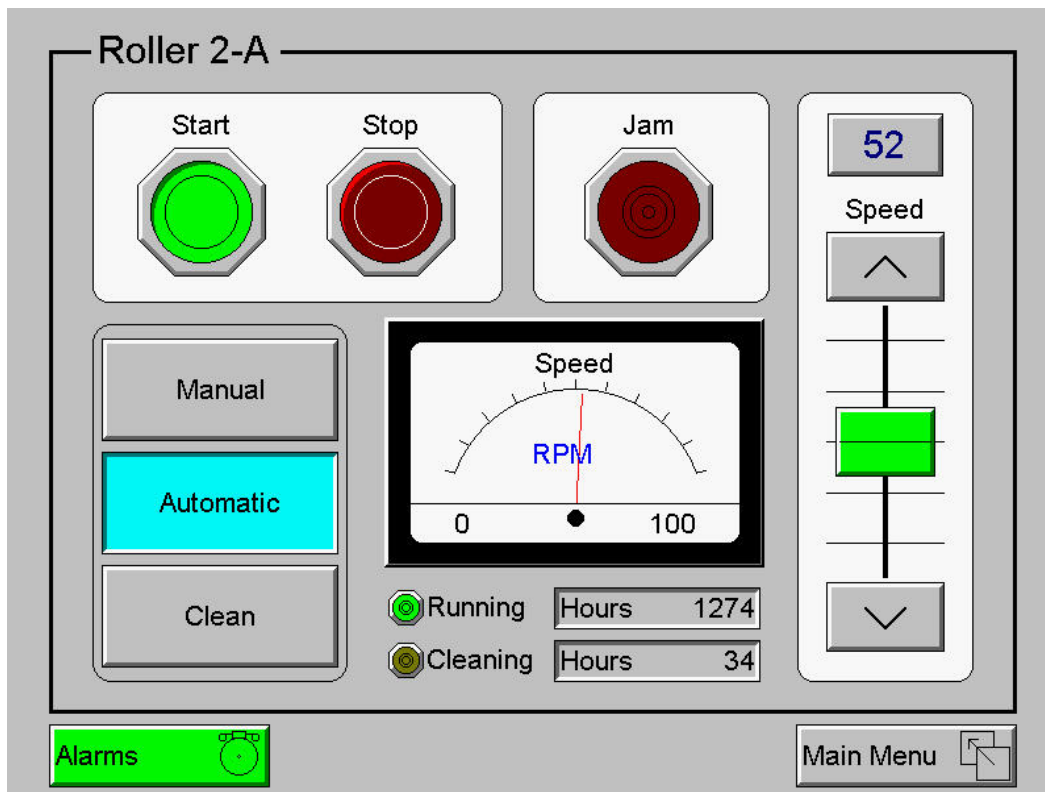 Roller 2-A
Start
Stop
Jam
52
Speed
Manual
Automatic
Clean
Speed
RPM
0
100
Running
Hours 1274
Cleaning
Hours 34
Alarms
Main Menu